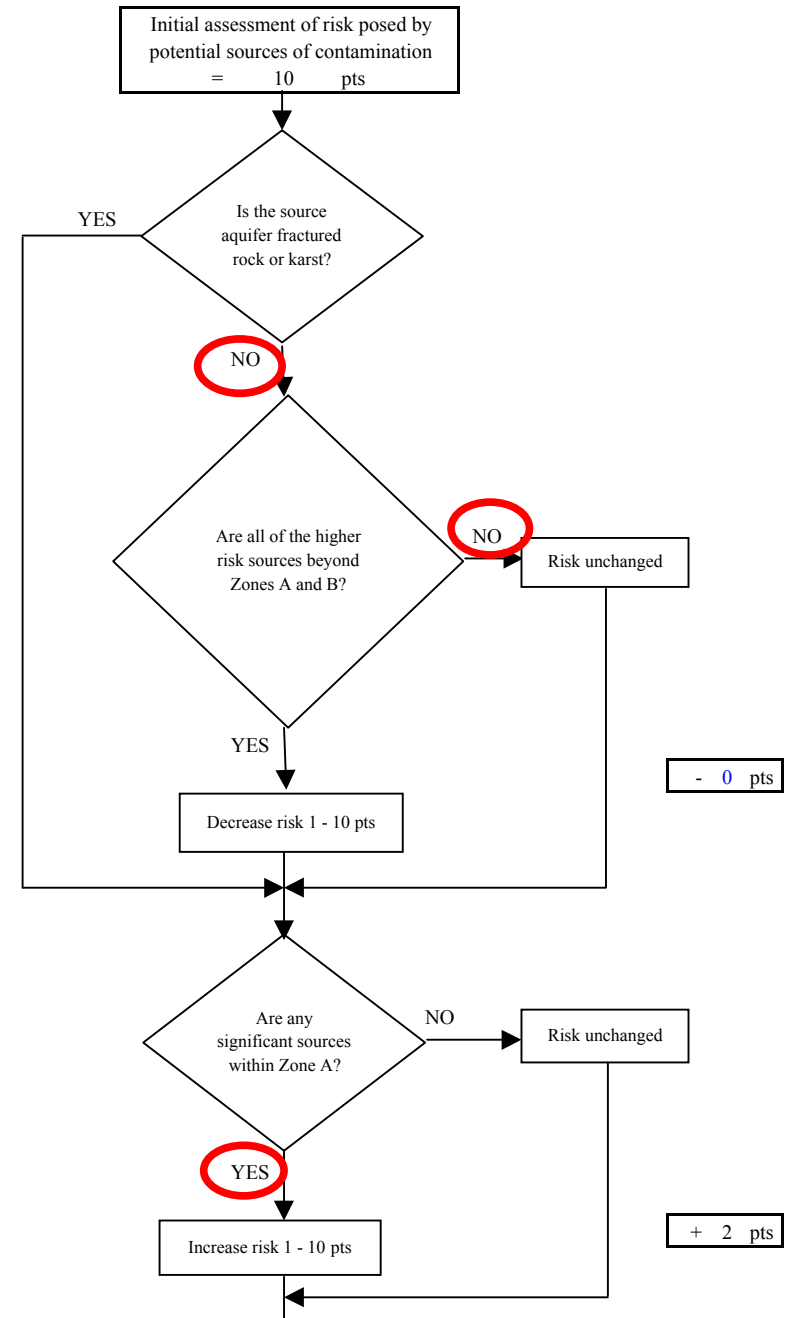 Initial assessment of risk posed by
potential sources of contamination
= 10 pts
YES
Is the source
aquifer fractured
rock or karst?
NO
Are all of the higher
risk sources beyond
Zones A and B?
NO
Risk unchanged
YES
- 0 pts
Decrease risk 1 - 10 pts
Are any
significant sources
within Zone A?
NO
Risk unchanged
YES
+ 2 pts
Increase risk 1 - 10 pts